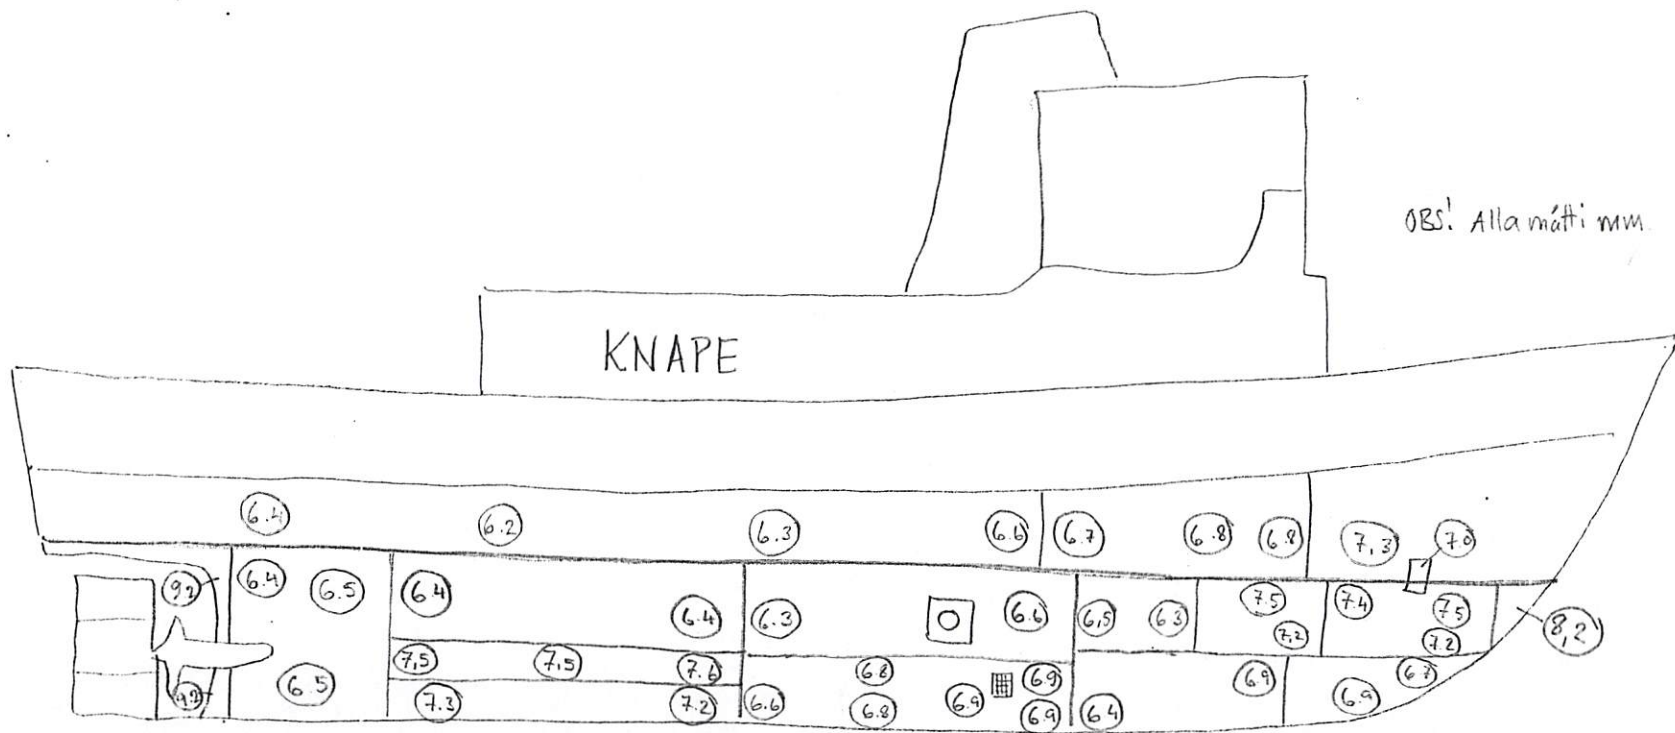 OBS! Alla mått i mm.
KNAPE
6.4 6.2 6.3 6.6 6.7 6.8 6.8 7,3 7.0
9.2 6.4 6.5 6.4 6.4 6.3 6.6 6,5 6.3 7.5 7,2 7.4 7.5 7.2 8,2
7,5 7,5 7.6 6.8 6.9 6.9 6.7
9.2 6.5 7.3 7.2 6.6 6.8 6.9 6.9 6.4 6.9